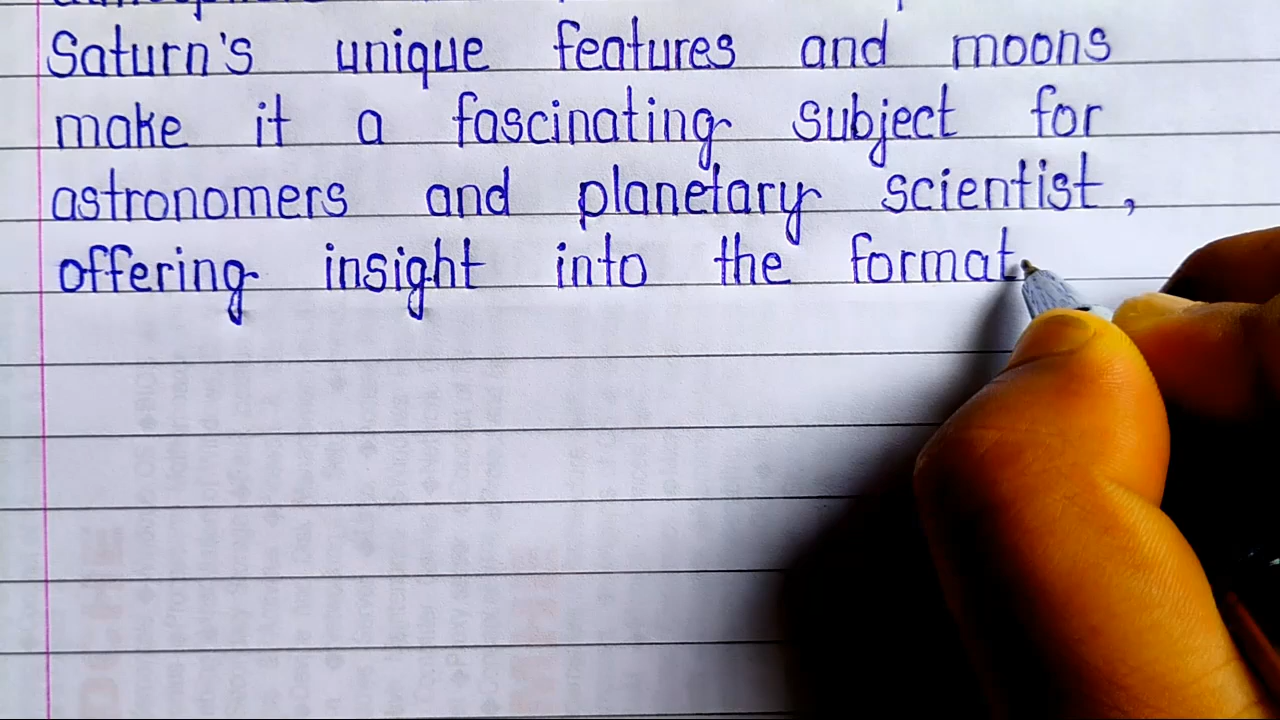 Saturn's unique features and moons
make it a fascinating subject for
astronomers and planetary scientist,
offering insight into the format